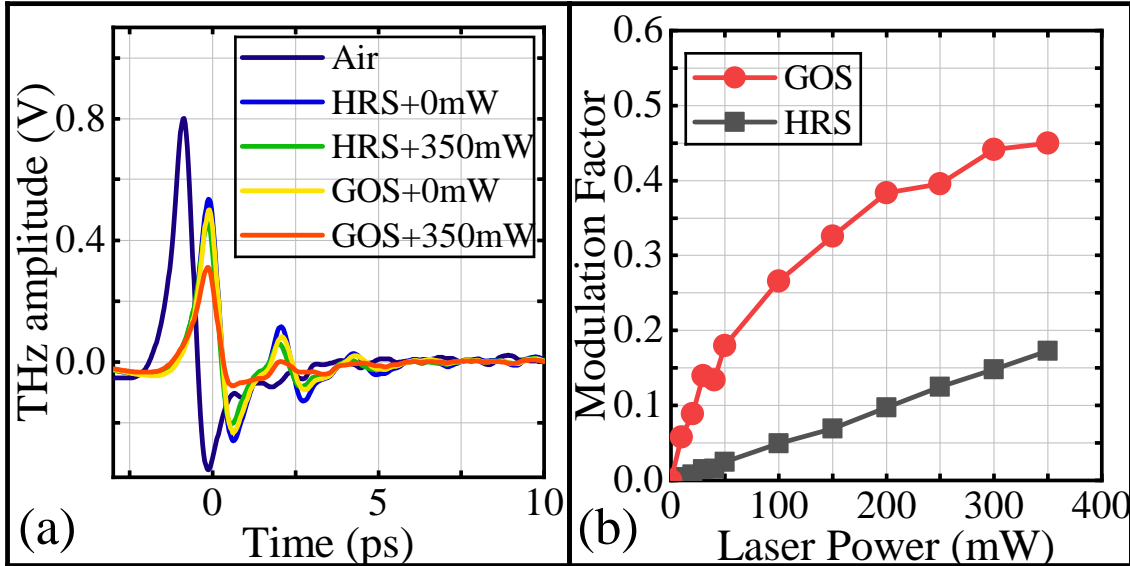 THz amplitude (V)
0.8
0.4
0.0
Air
HRS+0mW
HRS+350mW
GOS+0mW
GOS+350mW
0
5
10
Time (ps)
(a)
Modulation Factor
0.6
0.5
0.4
0.3
0.2
0.1
0.0
GOS
HRS
0
100
200
300
400
Laser Power (mW)
(b)